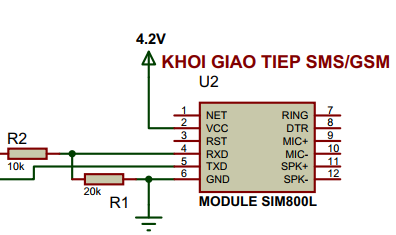 4.2V
KHOI GIAO TIEP SMS/GSM
U2
1 NET RING 7
2 VCC DTR 8
3 RST MIC+ 9
4 RXD MIC- 10
5 TXD SPK+ 11
6 GND SPK- 12
MODULE SIM800L
R2
10k
20k
R1